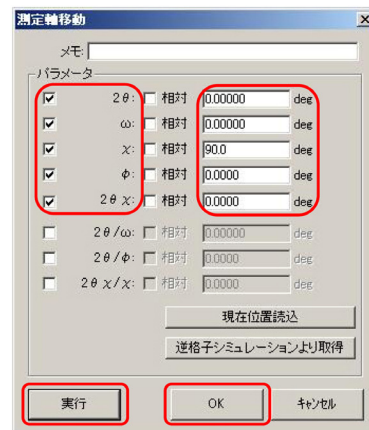 測定軸移動
メモ:
パラメータ
2θ: 相対 0.00000 deg
ω: 相対 0.00000 deg
χ: 相対 90.0 deg
φ: 相対 0.0000 deg
2θχ: 相対 0.0000 deg
2θ/ω: 相対 0.00000 deg
2θ/φ: 相対 0.0000 deg
2θχ/χ: 相対 0.0000 deg
現在位置読込
逆格子シミュレーションより取得
実行 OK キャンセル